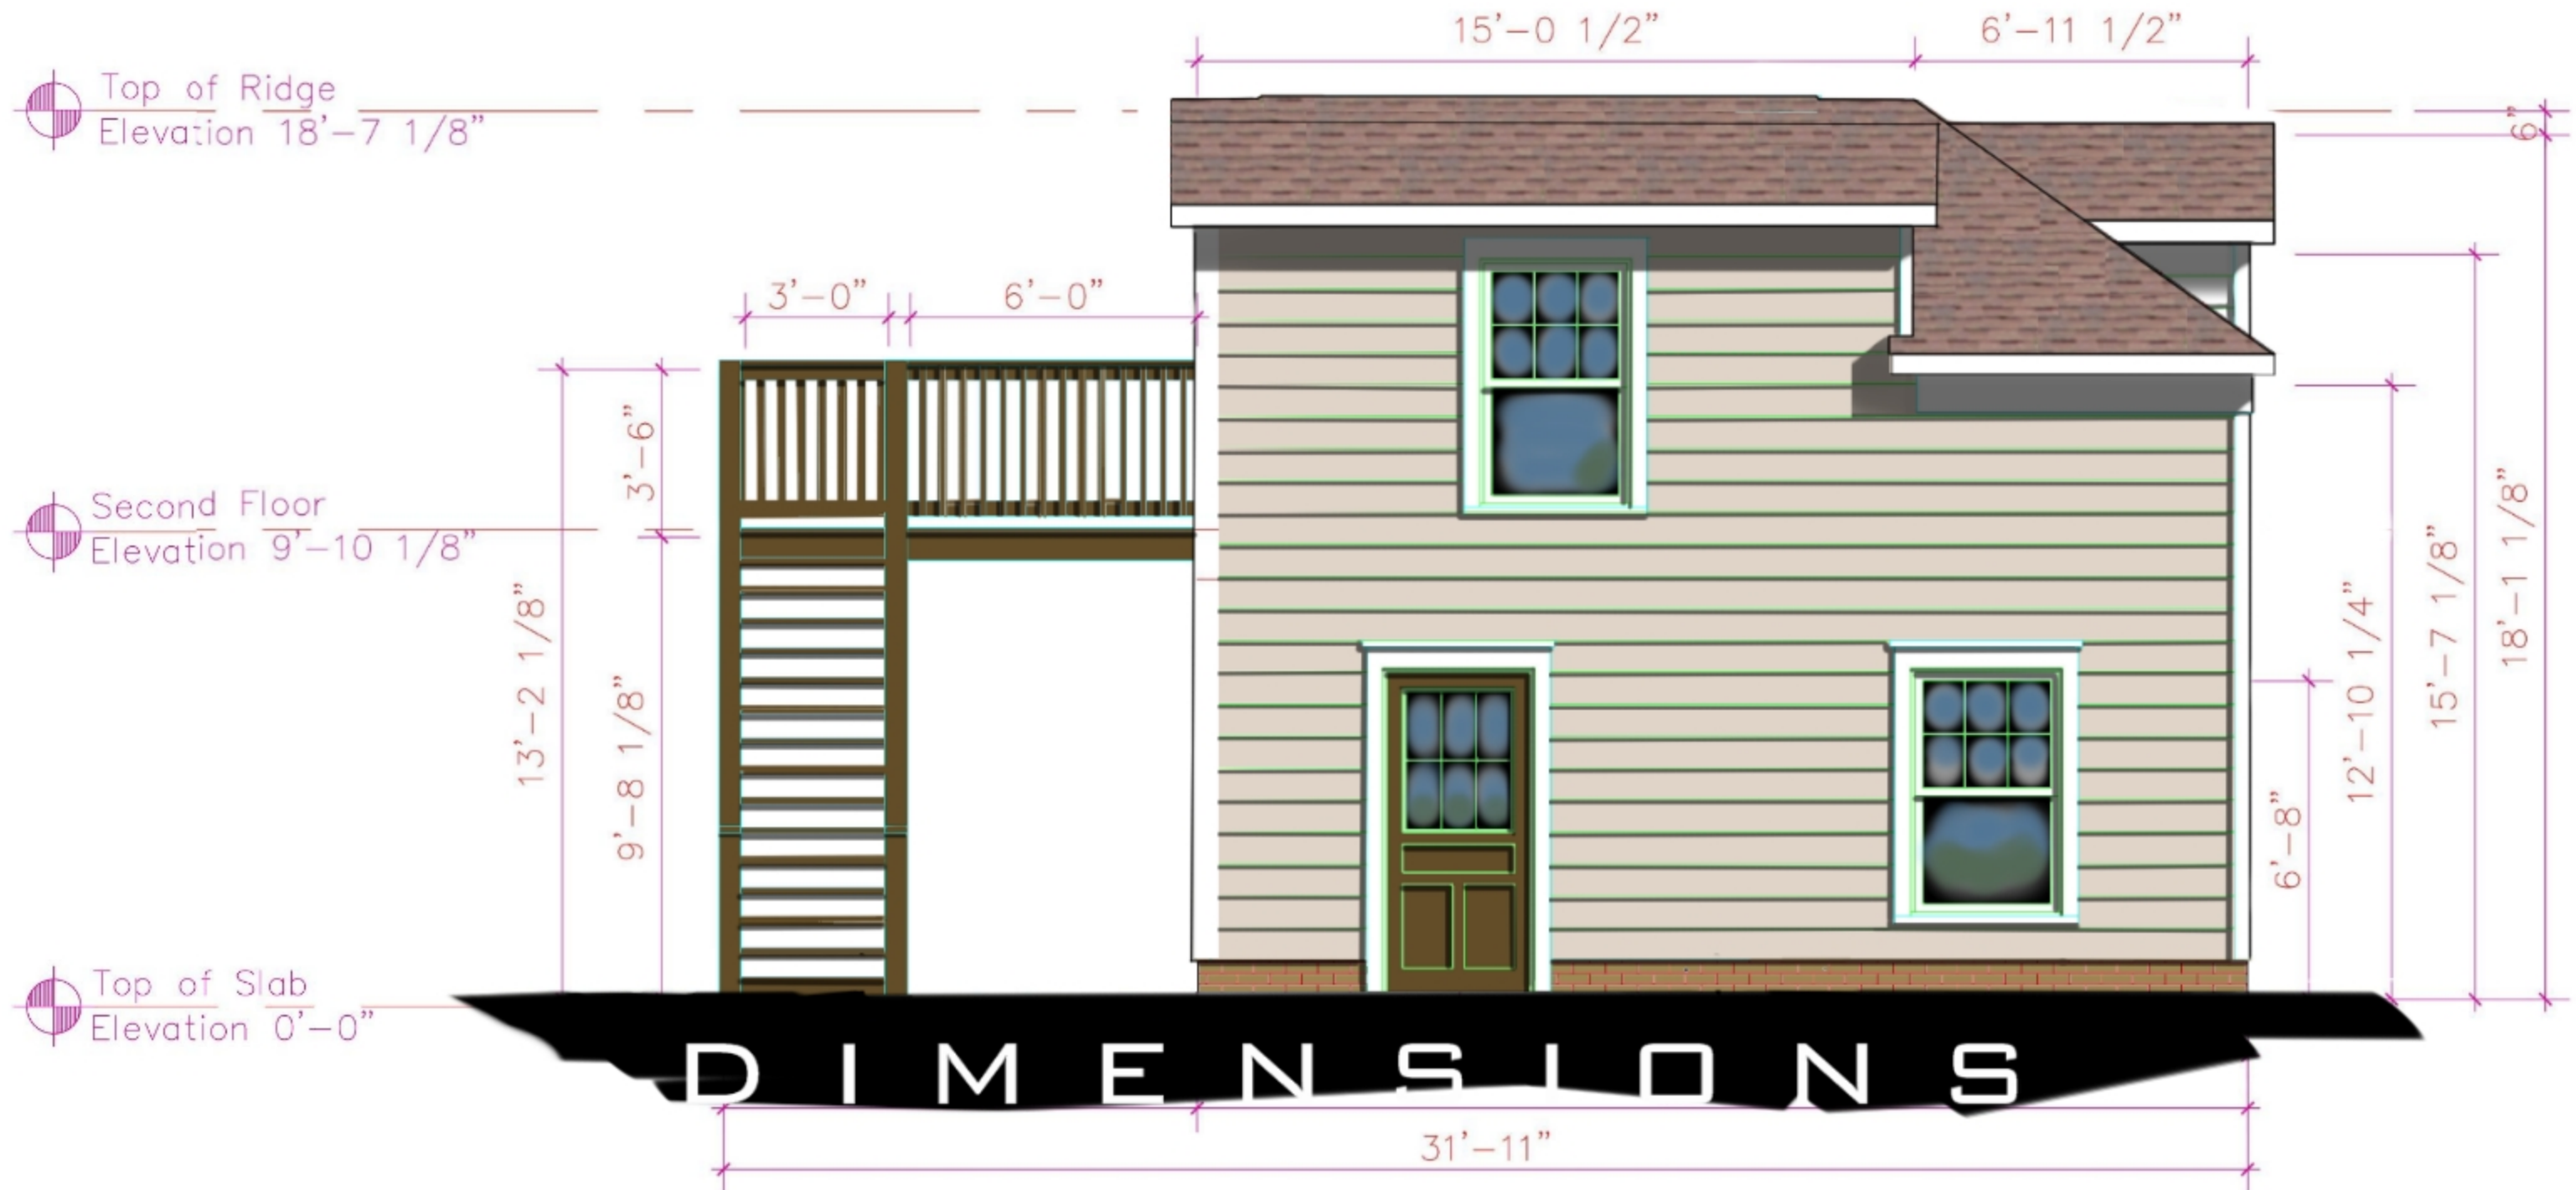 15'-0 1/2"
6'-11 1/2"
Top of Ridge
Elevation 18'-7 1/8"
6"
3'-0"
6'-0"
3'-6"
Second Floor
Elevation 9'-10 1/8"
13'-2 1/8"
9'-8 1/8"
6'-8"
12'-10 1/4"
15'-7 1/8"
18'-1 1/8"
Top of Slab
Elevation 0'-0"
DIMENSIONS
31'-11"